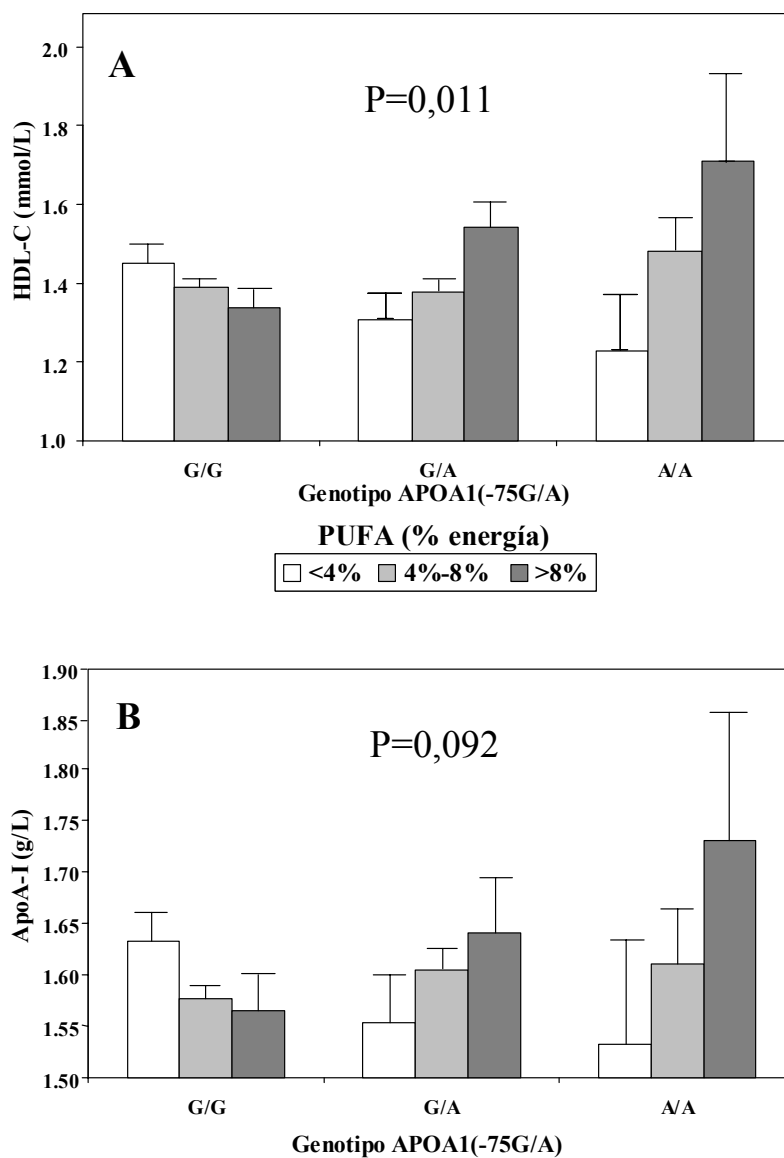 A
P=0,011
HDL-C (mmol/L)
2.0
1.8
1.6
1.4
1.2
1.0
G/G G/A A/A
Genotipo APOA1(-75G/A)
PUFA (% energía)
<4% 4%-8% >8%
B
P=0,092
ApoA-I (g/L)
1.90
1.85
1.80
1.75
1.70
1.65
1.60
1.55
1.50
G/G G/A A/A
Genotipo APOA1(-75G/A)